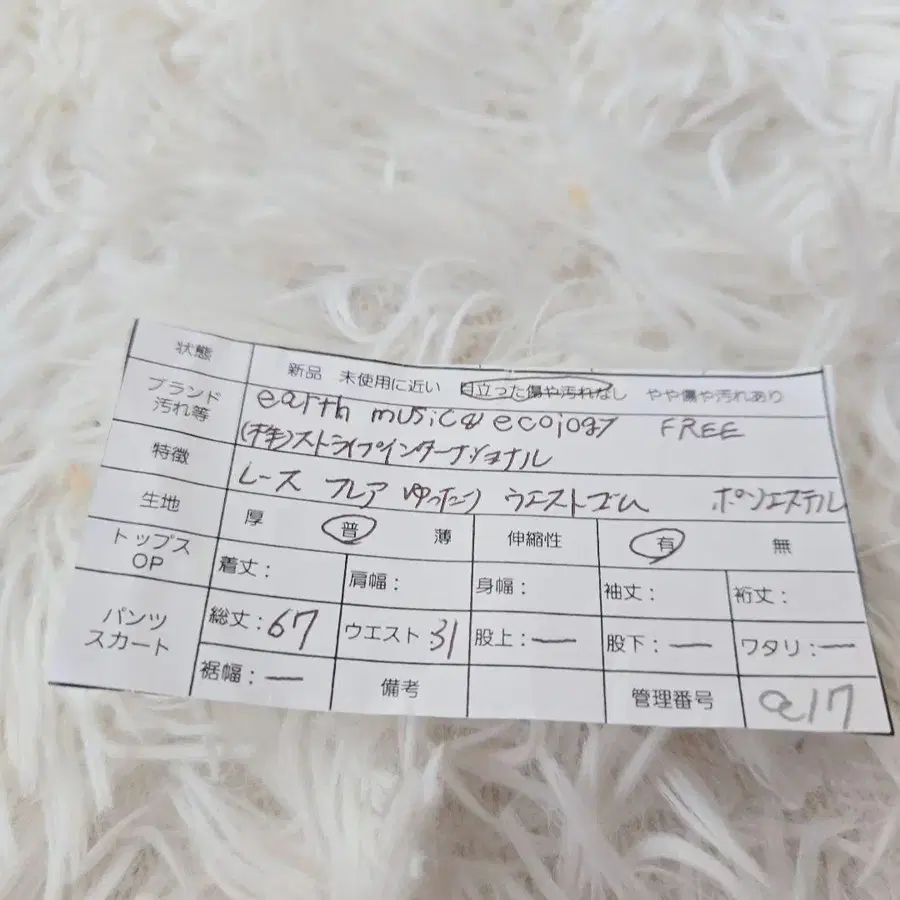 状態 新品 未使用に近い 目立った傷や汚れなし やや傷や汚れあり
ブランド 汚れ等 earth music& ecology FREE
(株)ストライプインターナショナル
特徴 レース フレア ゆったり ウエストゴム ポリエステル
生地 厚 普 薄 伸縮性 有 無
トップス OP 着丈: 肩幅: 身幅: 袖丈: 裄丈:
パンツ スカート 総丈:67 ウエスト:31 股上:— 股下:— ワタリ:—
裾幅:— 備考 管理番号 a17